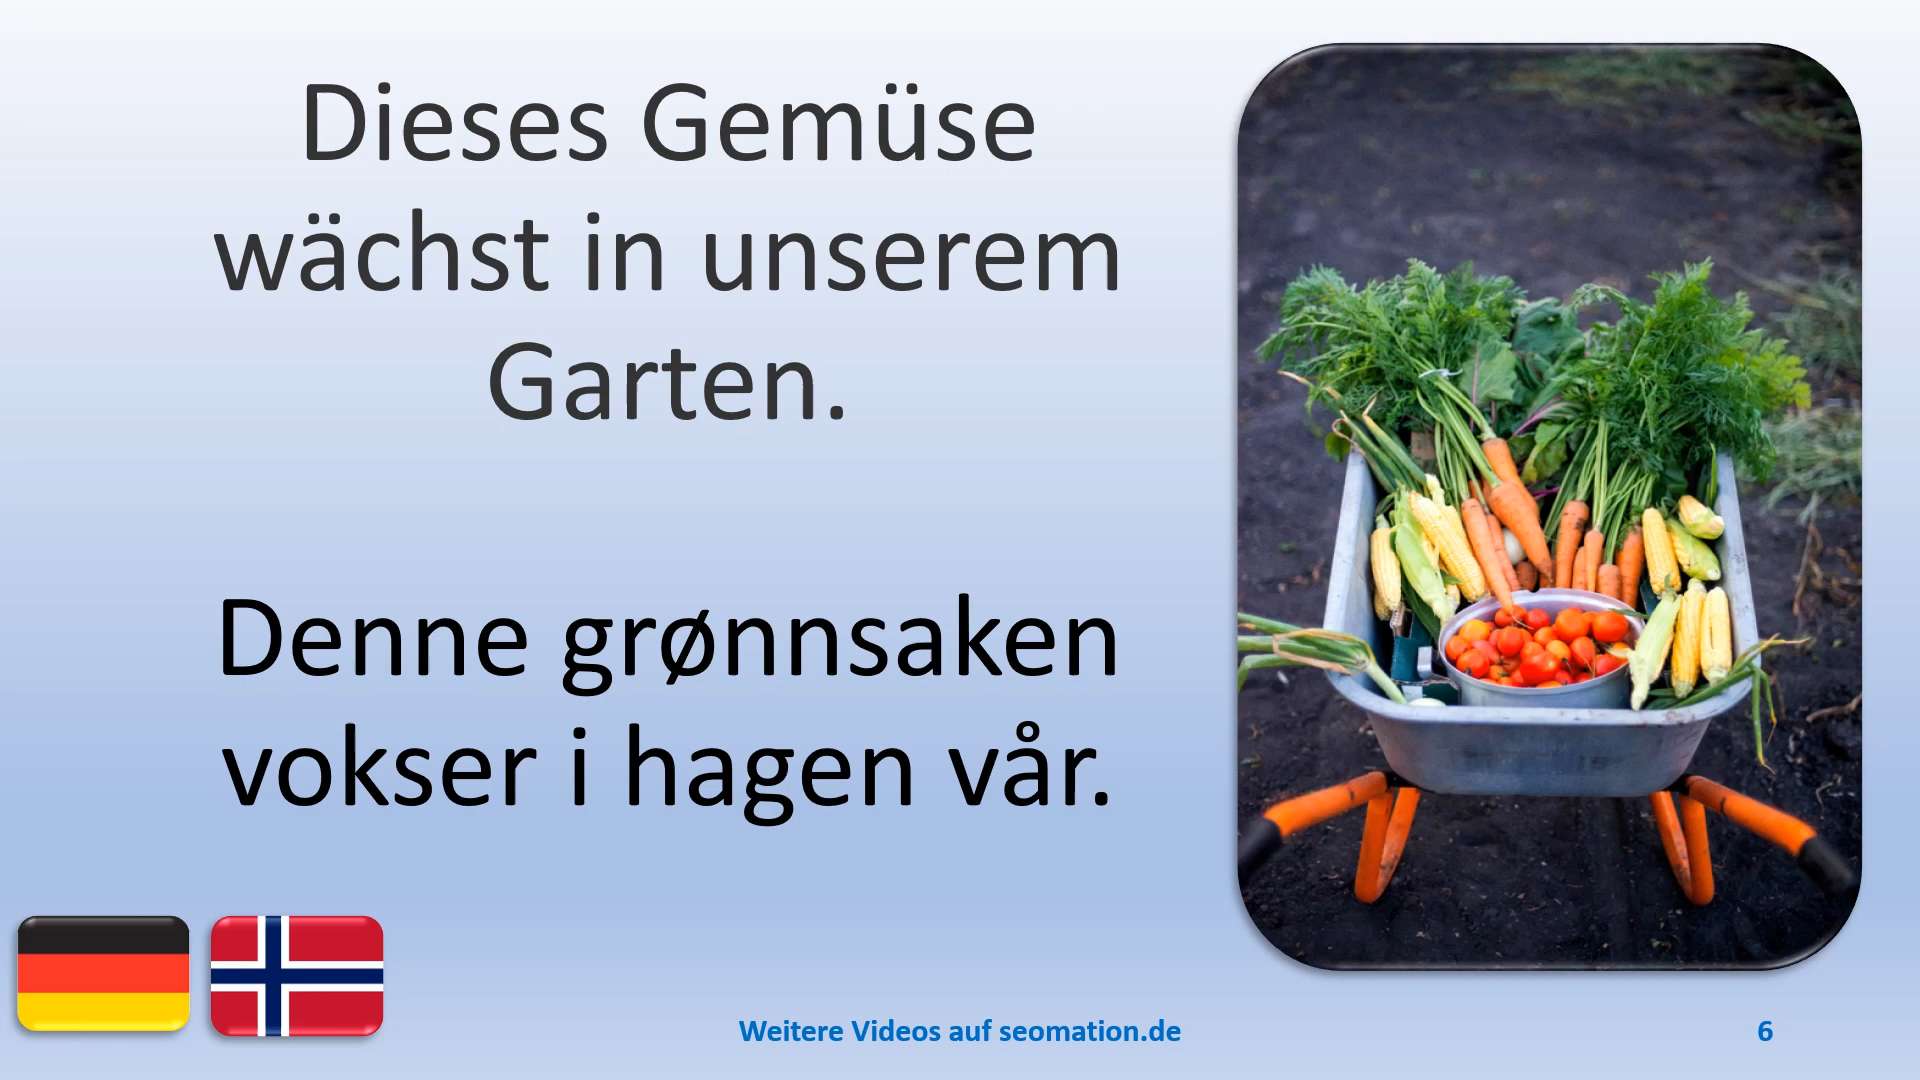 Dieses Gemüse
wächst in unserem
Garten.
Denne grønnsaken
vokser i hagen vår.
Weitere Videos auf seomation.de
6